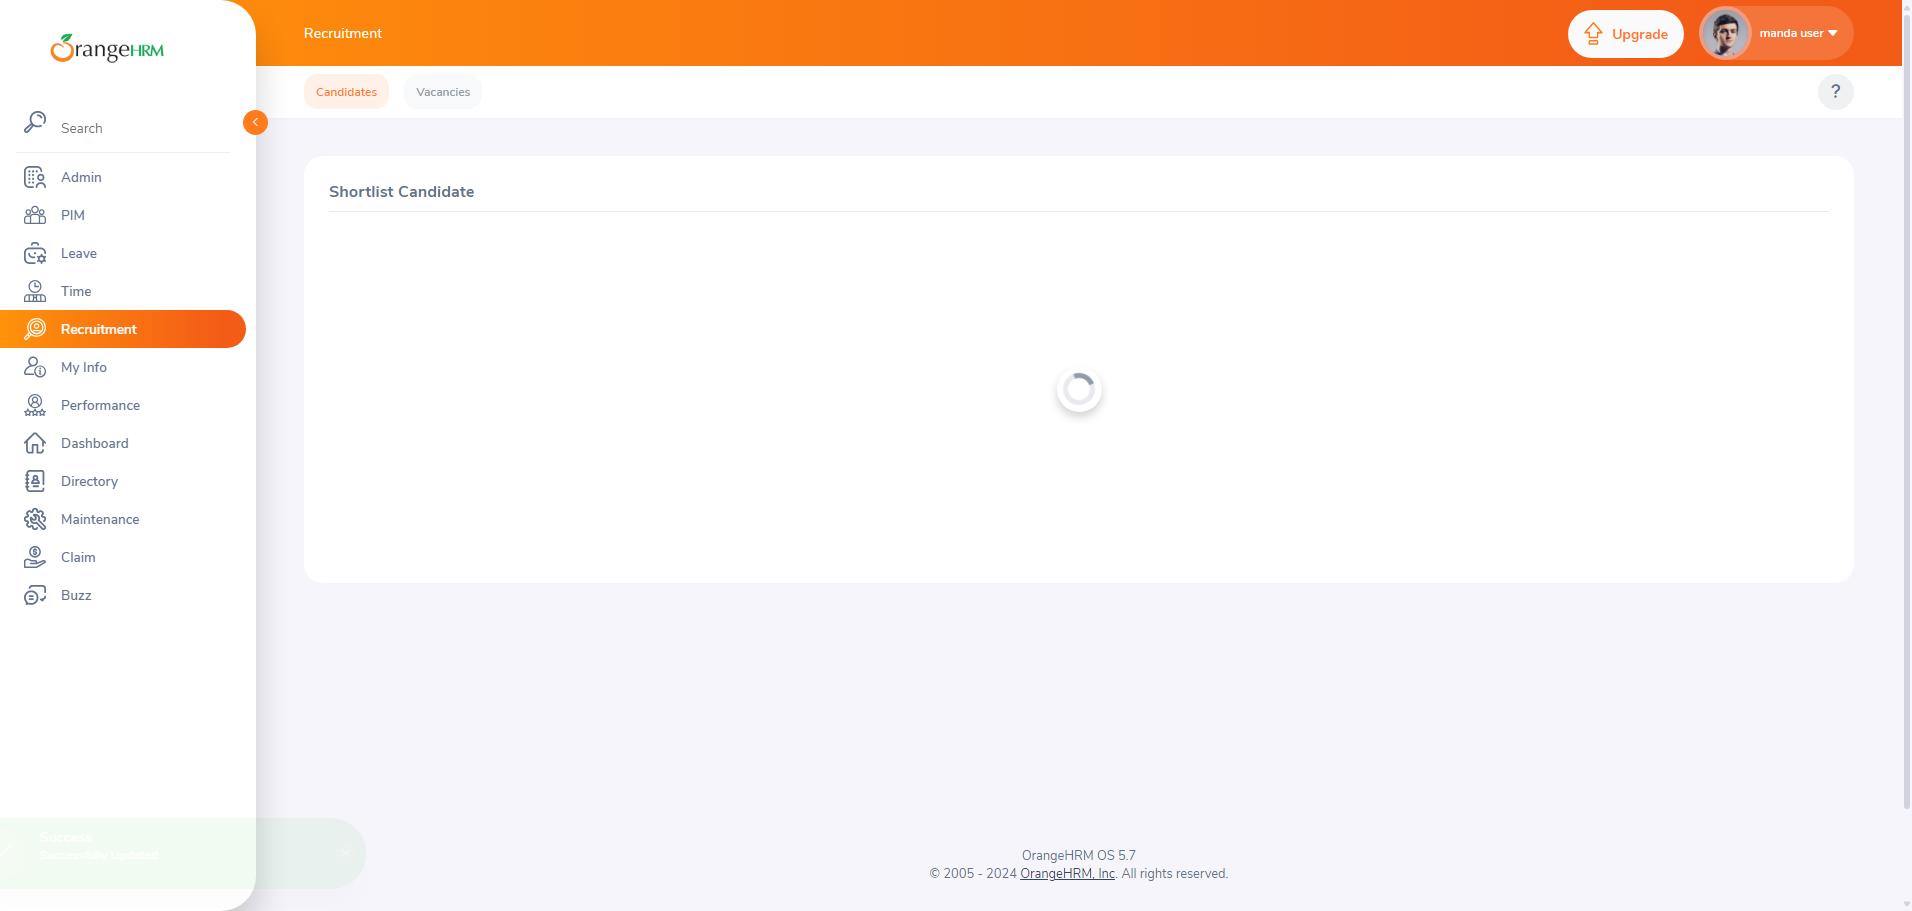 OrangeHRM
Search
Admin
PIM
Leave
Time
Recruitment
My Info
Performance
Dashboard
Directory
Maintenance
Claim
Buzz
Recruitment
Upgrade
manda user
Candidates
Vacancies
?
Shortlist Candidate
Success
Successfully Updated
OrangeHRM OS 5.7
© 2005 - 2024 OrangeHRM, Inc. All rights reserved.